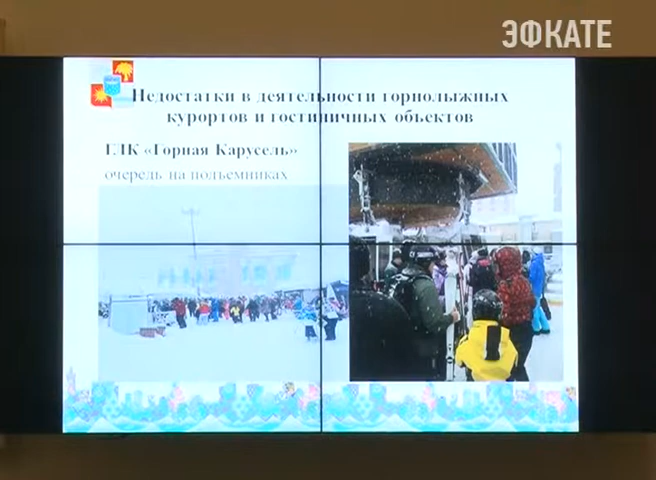 ЭФКАТЕ
Недостатки в деятельности горнолыжных
курортов и гостиничных объектов
ГЛК «Горная Карусель»
очередь на подъемниках